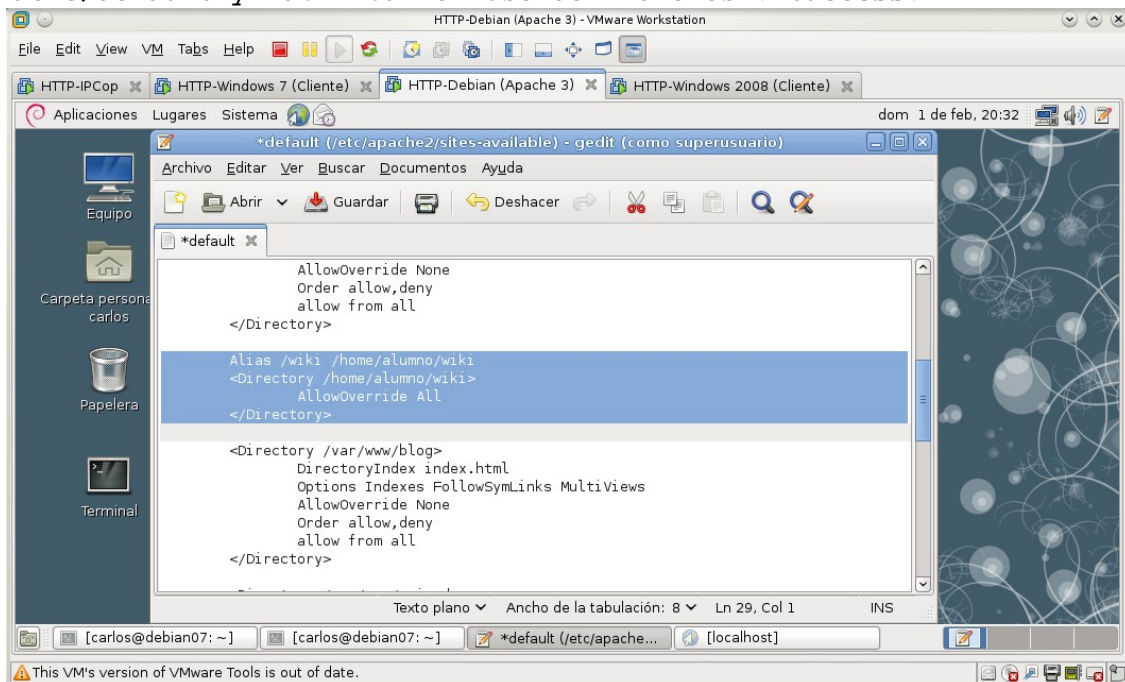 HTTP-Debian (Apache 3) - VMware Workstation
File Edit View VM Tabs Help
HTTP-IPCop HTTP-Windows 7 (Cliente) HTTP-Debian (Apache 3) HTTP-Windows 2008 (Cliente)
Aplicaciones Lugares Sistema dom 1 de feb, 20:32
*default (/etc/apache2/sites-available) - gedit (como superusuario)
Archivo Editar Ver Buscar Documentos Ayuda
Abrir Guardar Deshacer
*default
Equipo
Carpeta persona
carlos
Papelera
Terminal
AllowOverride None
Order allow,deny
allow from all
</Directory>
Alias /wiki /home/alumno/wiki
<Directory /home/alumno/wiki>
AllowOverride All
</Directory>
<Directory /var/www/blog>
DirectoryIndex index.html
Options Indexes FollowSymLinks MultiViews
AllowOverride None
Order allow,deny
allow from all
</Directory>
Texto plano Ancho de la tabulación: 8 Ln 29, Col 1 INS
[carlos@debian07: ~] [carlos@debian07: ~] *default (/etc/apache... [localhost]
This VM's version of VMware Tools is out of date.